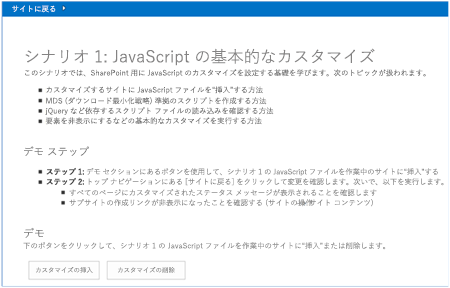 サイトに戻る
シナリオ 1: JavaScript の基本的なカスタマイズ
このシナリオでは、SharePoint 用に JavaScript のカスタマイズを設定する基礎を学びます。次のトピックが扱われます。
■ カスタマイズするサイトに JavaScript ファイルを"挿入"する方法
■ MDS (ダウンロード最小化戦略) 準拠のスクリプトを作成する方法
■ jQuery など依存するスクリプト ファイルの読み込みを確認する方法
■ 要素を非表示にするなどの基本的なカスタマイズを実行する方法
デモ ステップ
■ ステップ 1: デモ セクションにあるボタンを使用して、シナリオ 1 の JavaScript ファイルを作業中のサイトに"挿入"する
■ ステップ 2: トップ ナビゲーションにある [サイトに戻る] をクリックして変更を確認します。次いで、以下を実行します。
■ すべてのページにカスタマイズされたステータス メッセージが表示されることを確認します
■ サブサイトの作成リンクが非表示になったことを確認する (サイトの操作/サイト コンテンツ)
デモ
下のボタンをクリックして、シナリオ 1 の JavaScript ファイルを作業中のサイトに"挿入"または削除します。
カスタマイズの挿入 カスタマイズの削除